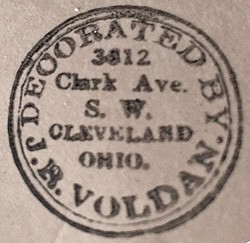 DECORATED BY
J. R. VOLDAN.
3812
Clark Ave.
S. W.
CLEVELAND
OHIO.